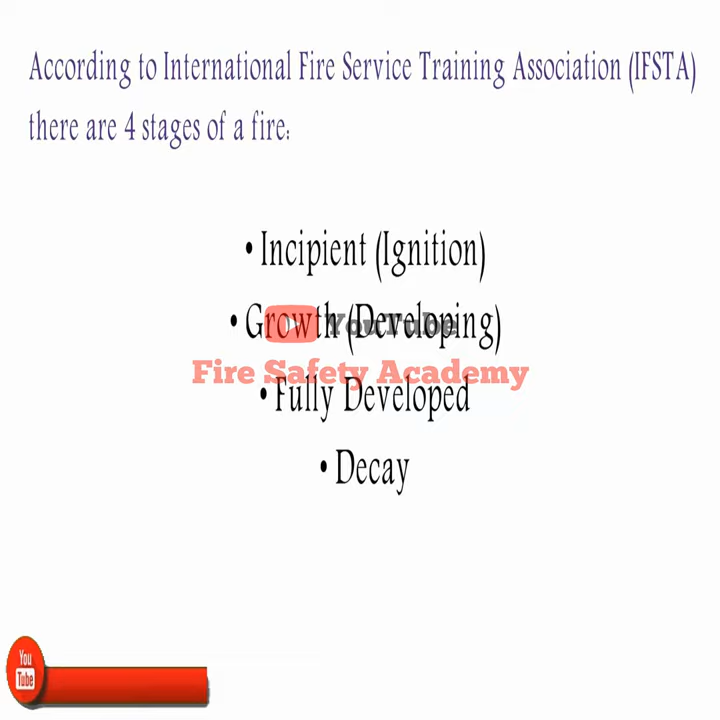 According to International Fire Service Training Association (IFSTA)
there are 4 stages of a fire:
• Incipient (Ignition)
• Growth (Developing)
YouTube
Fire Safety Academy
• Fully Developed
• Decay
You
Tube